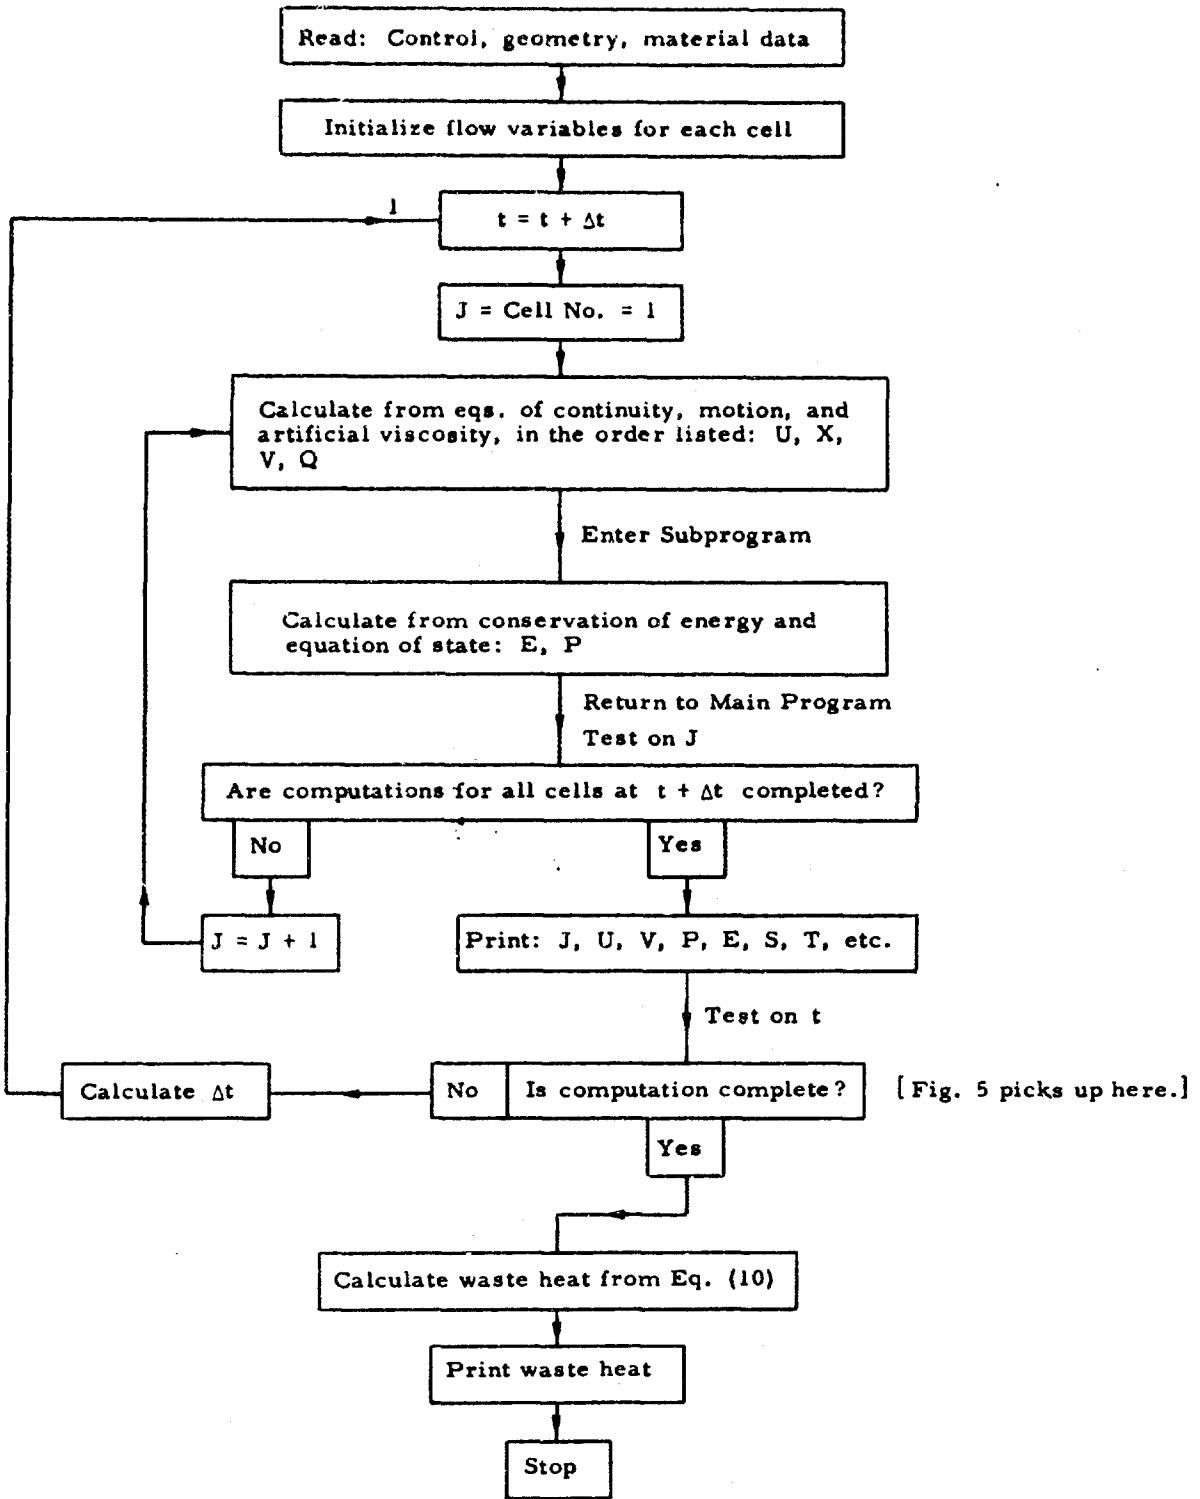 Read: Control, geometry, material data
Initialize flow variables for each cell
1
t = t + Δt
J = Cell No. = 1
Calculate from eqs. of continuity, motion, and
artificial viscosity, in the order listed: U, X,
V, Q
Enter Subprogram
Calculate from conservation of energy and
equation of state: E, P
Return to Main Program
Test on J
Are computations for all cells at t + Δt completed?
No
Yes
J = J + 1
Print: J, U, V, P, E, S, T, etc.
Test on t
Calculate Δt
No
Is computation complete?
[Fig. 5 picks up here.]
Yes
Calculate waste heat from Eq. (10)
Print waste heat
Stop